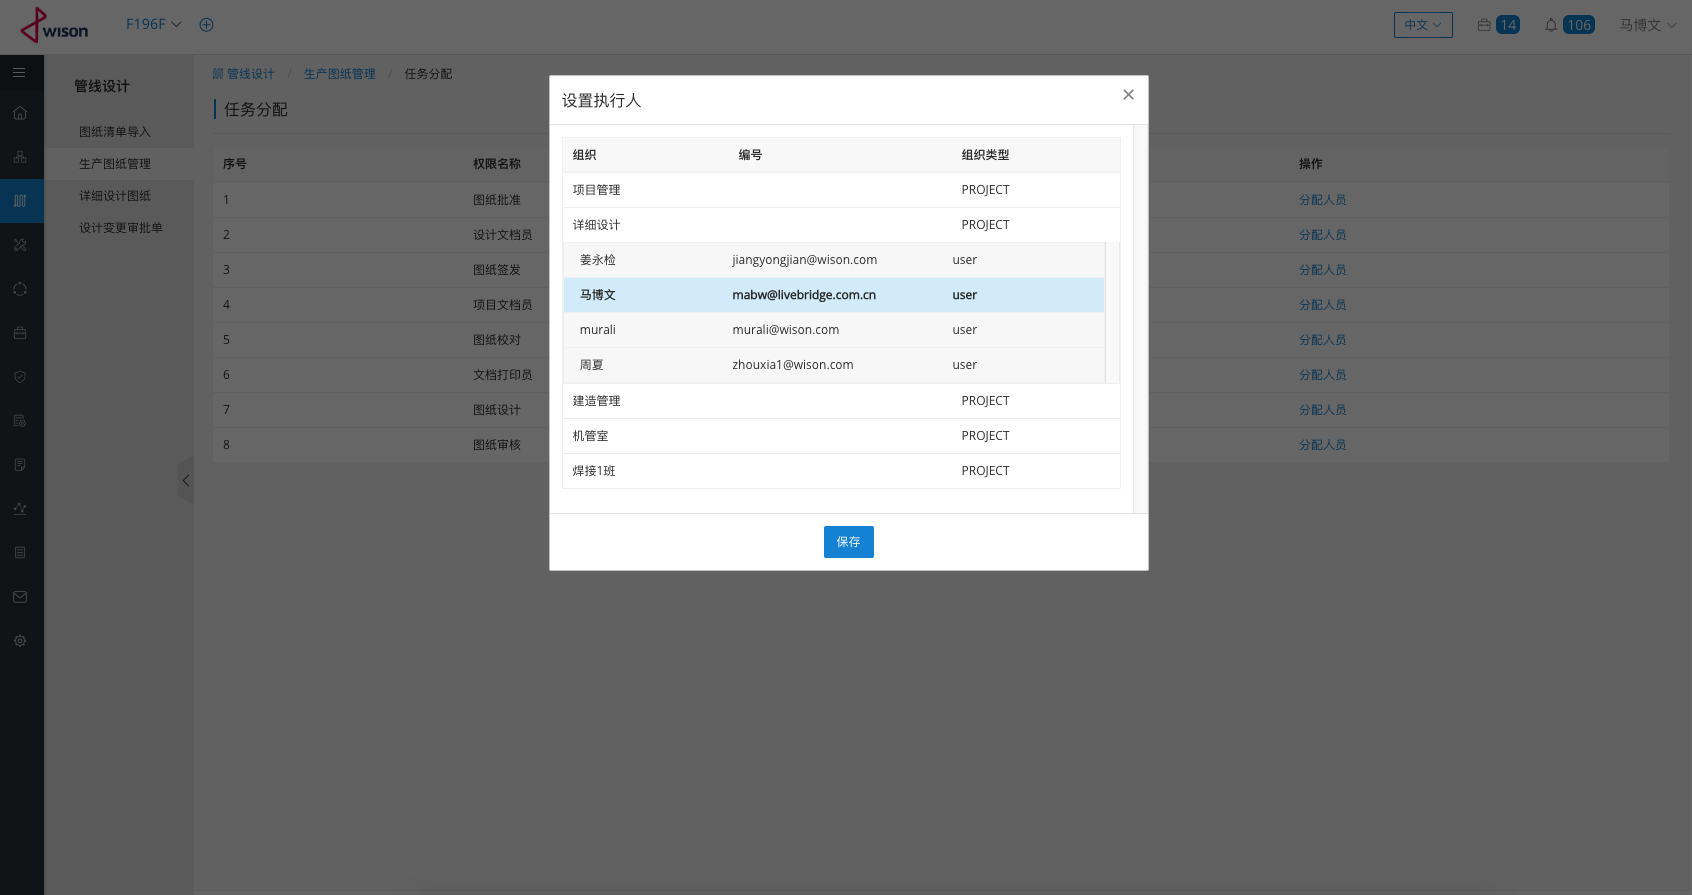 wison
F196F
中文
14
106
马博文
管线设计
图纸清单导入
生产图纸管理
详细设计图纸
设计变更审批单
管线设计 / 生产图纸管理 / 任务分配
任务分配
序号 权限名称 操作
1 图纸批准 分配人员
2 设计文档员 分配人员
3 图纸签发 分配人员
4 项目文档员 分配人员
5 图纸校对 分配人员
6 文档打印员 分配人员
7 图纸设计 分配人员
8 图纸审核 分配人员
设置执行人
组织 编号 组织类型
项目管理 PROJECT
详细设计 PROJECT
姜永检 jiangyongjian@wison.com user
马博文 mabw@livebridge.com.cn user
murali murali@wison.com user
周夏 zhouxia1@wison.com user
建造管理 PROJECT
机管室 PROJECT
焊接1班 PROJECT
保存